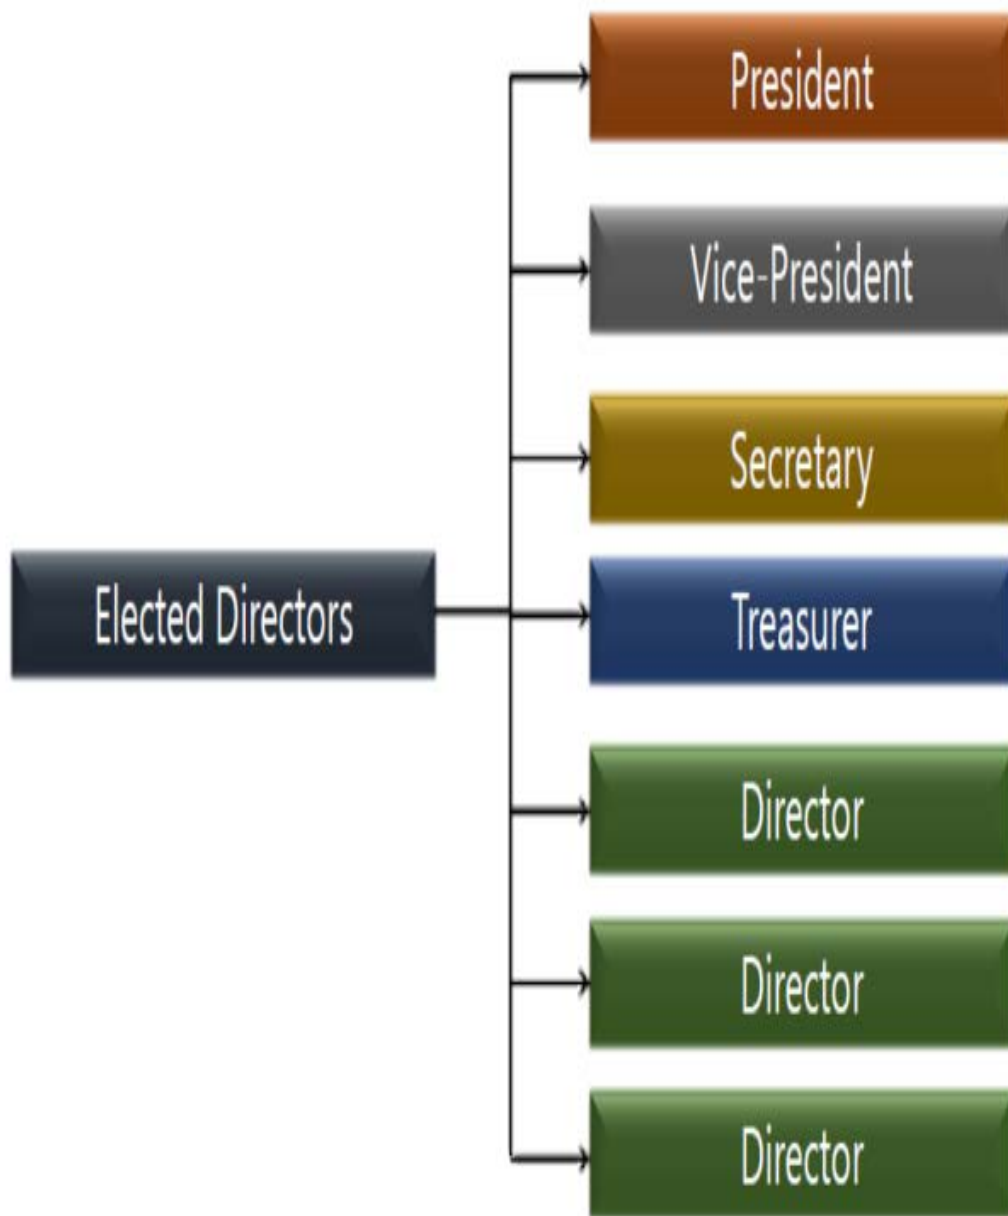 President
Vice-President
Secretary
Elected Directors
Treasurer
Director
Director
Director